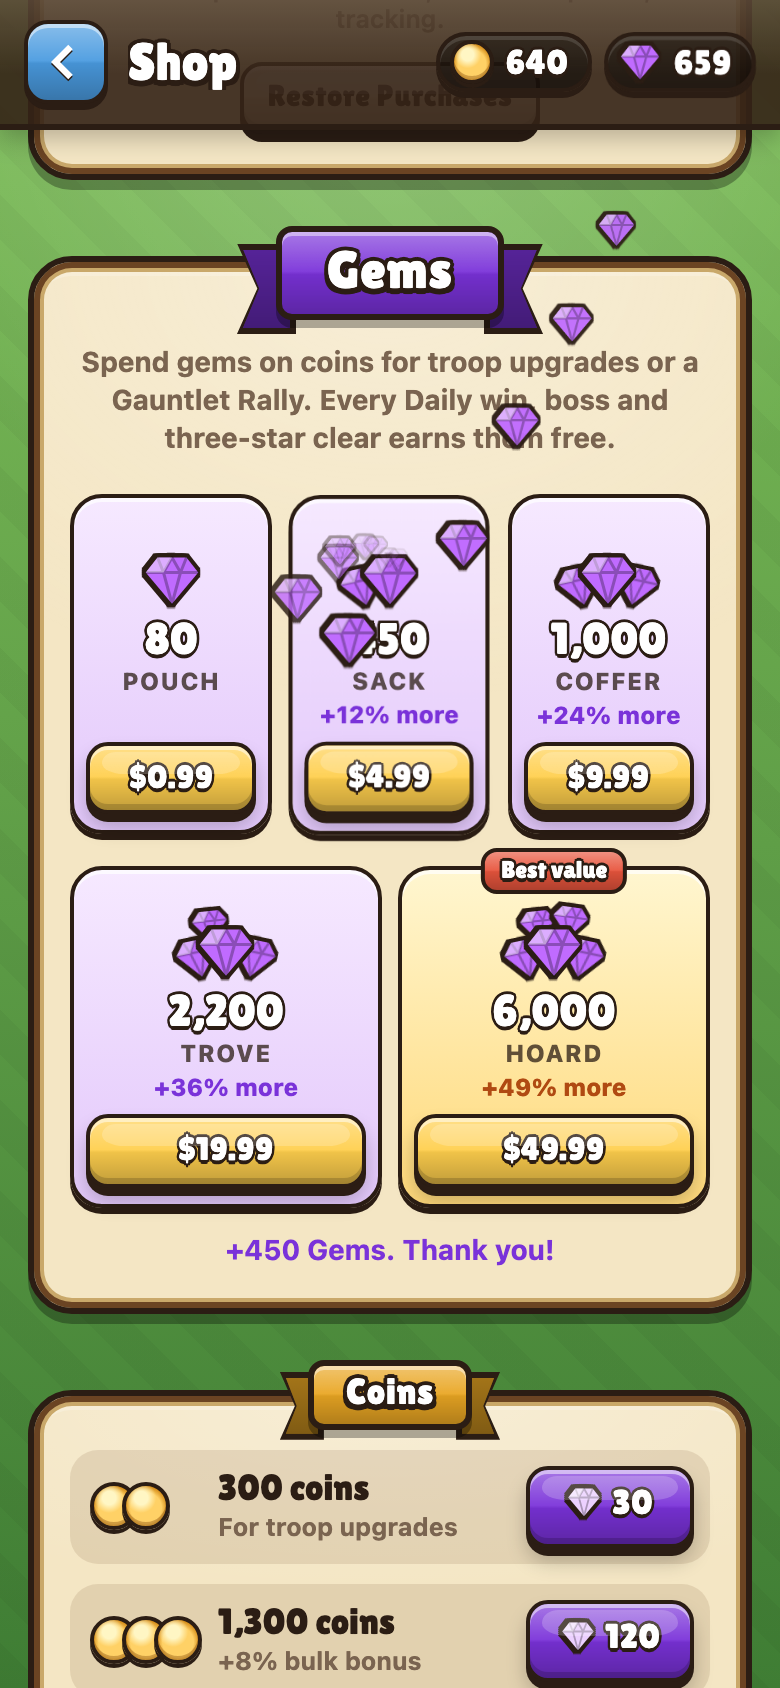 tracking.
Shop
640
659
Restore Purchases
Gems
Spend gems on coins for troop upgrades or a
Gauntlet Rally. Every Daily win, boss and
three-star clear earns them free.
80
POUCH
$0.99
450
SACK
+12% more
$4.99
1,000
COFFER
+24% more
$9.99
2,200
TROVE
+36% more
$19.99
Best value
6,000
HOARD
+49% more
$49.99
+450 Gems. Thank you!
Coins
300 coins
For troop upgrades
30
1,300 coins
+8% bulk bonus
120